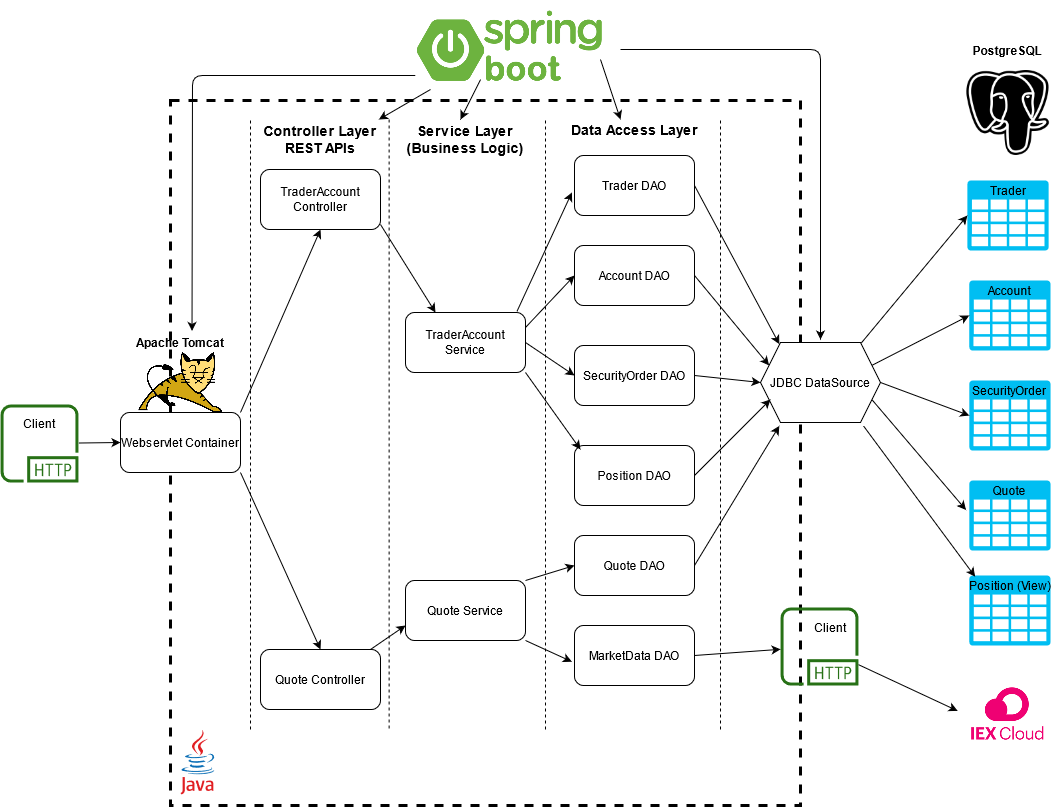 spring
boot
PostgreSQL
Controller Layer
REST APIs
Service Layer
(Business Logic)
Data Access Layer
TraderAccount
Controller
Trader DAO
Trader
Account DAO
Account
TraderAccount
Service
Apache Tomcat
SecurityOrder DAO
JDBC DataSource
SecurityOrder
Client
HTTP
Webservlet Container
Position DAO
Quote
Quote DAO
Position (View)
Quote Service
Client
HTTP
MarketData DAO
Quote Controller
IEX Cloud
Java